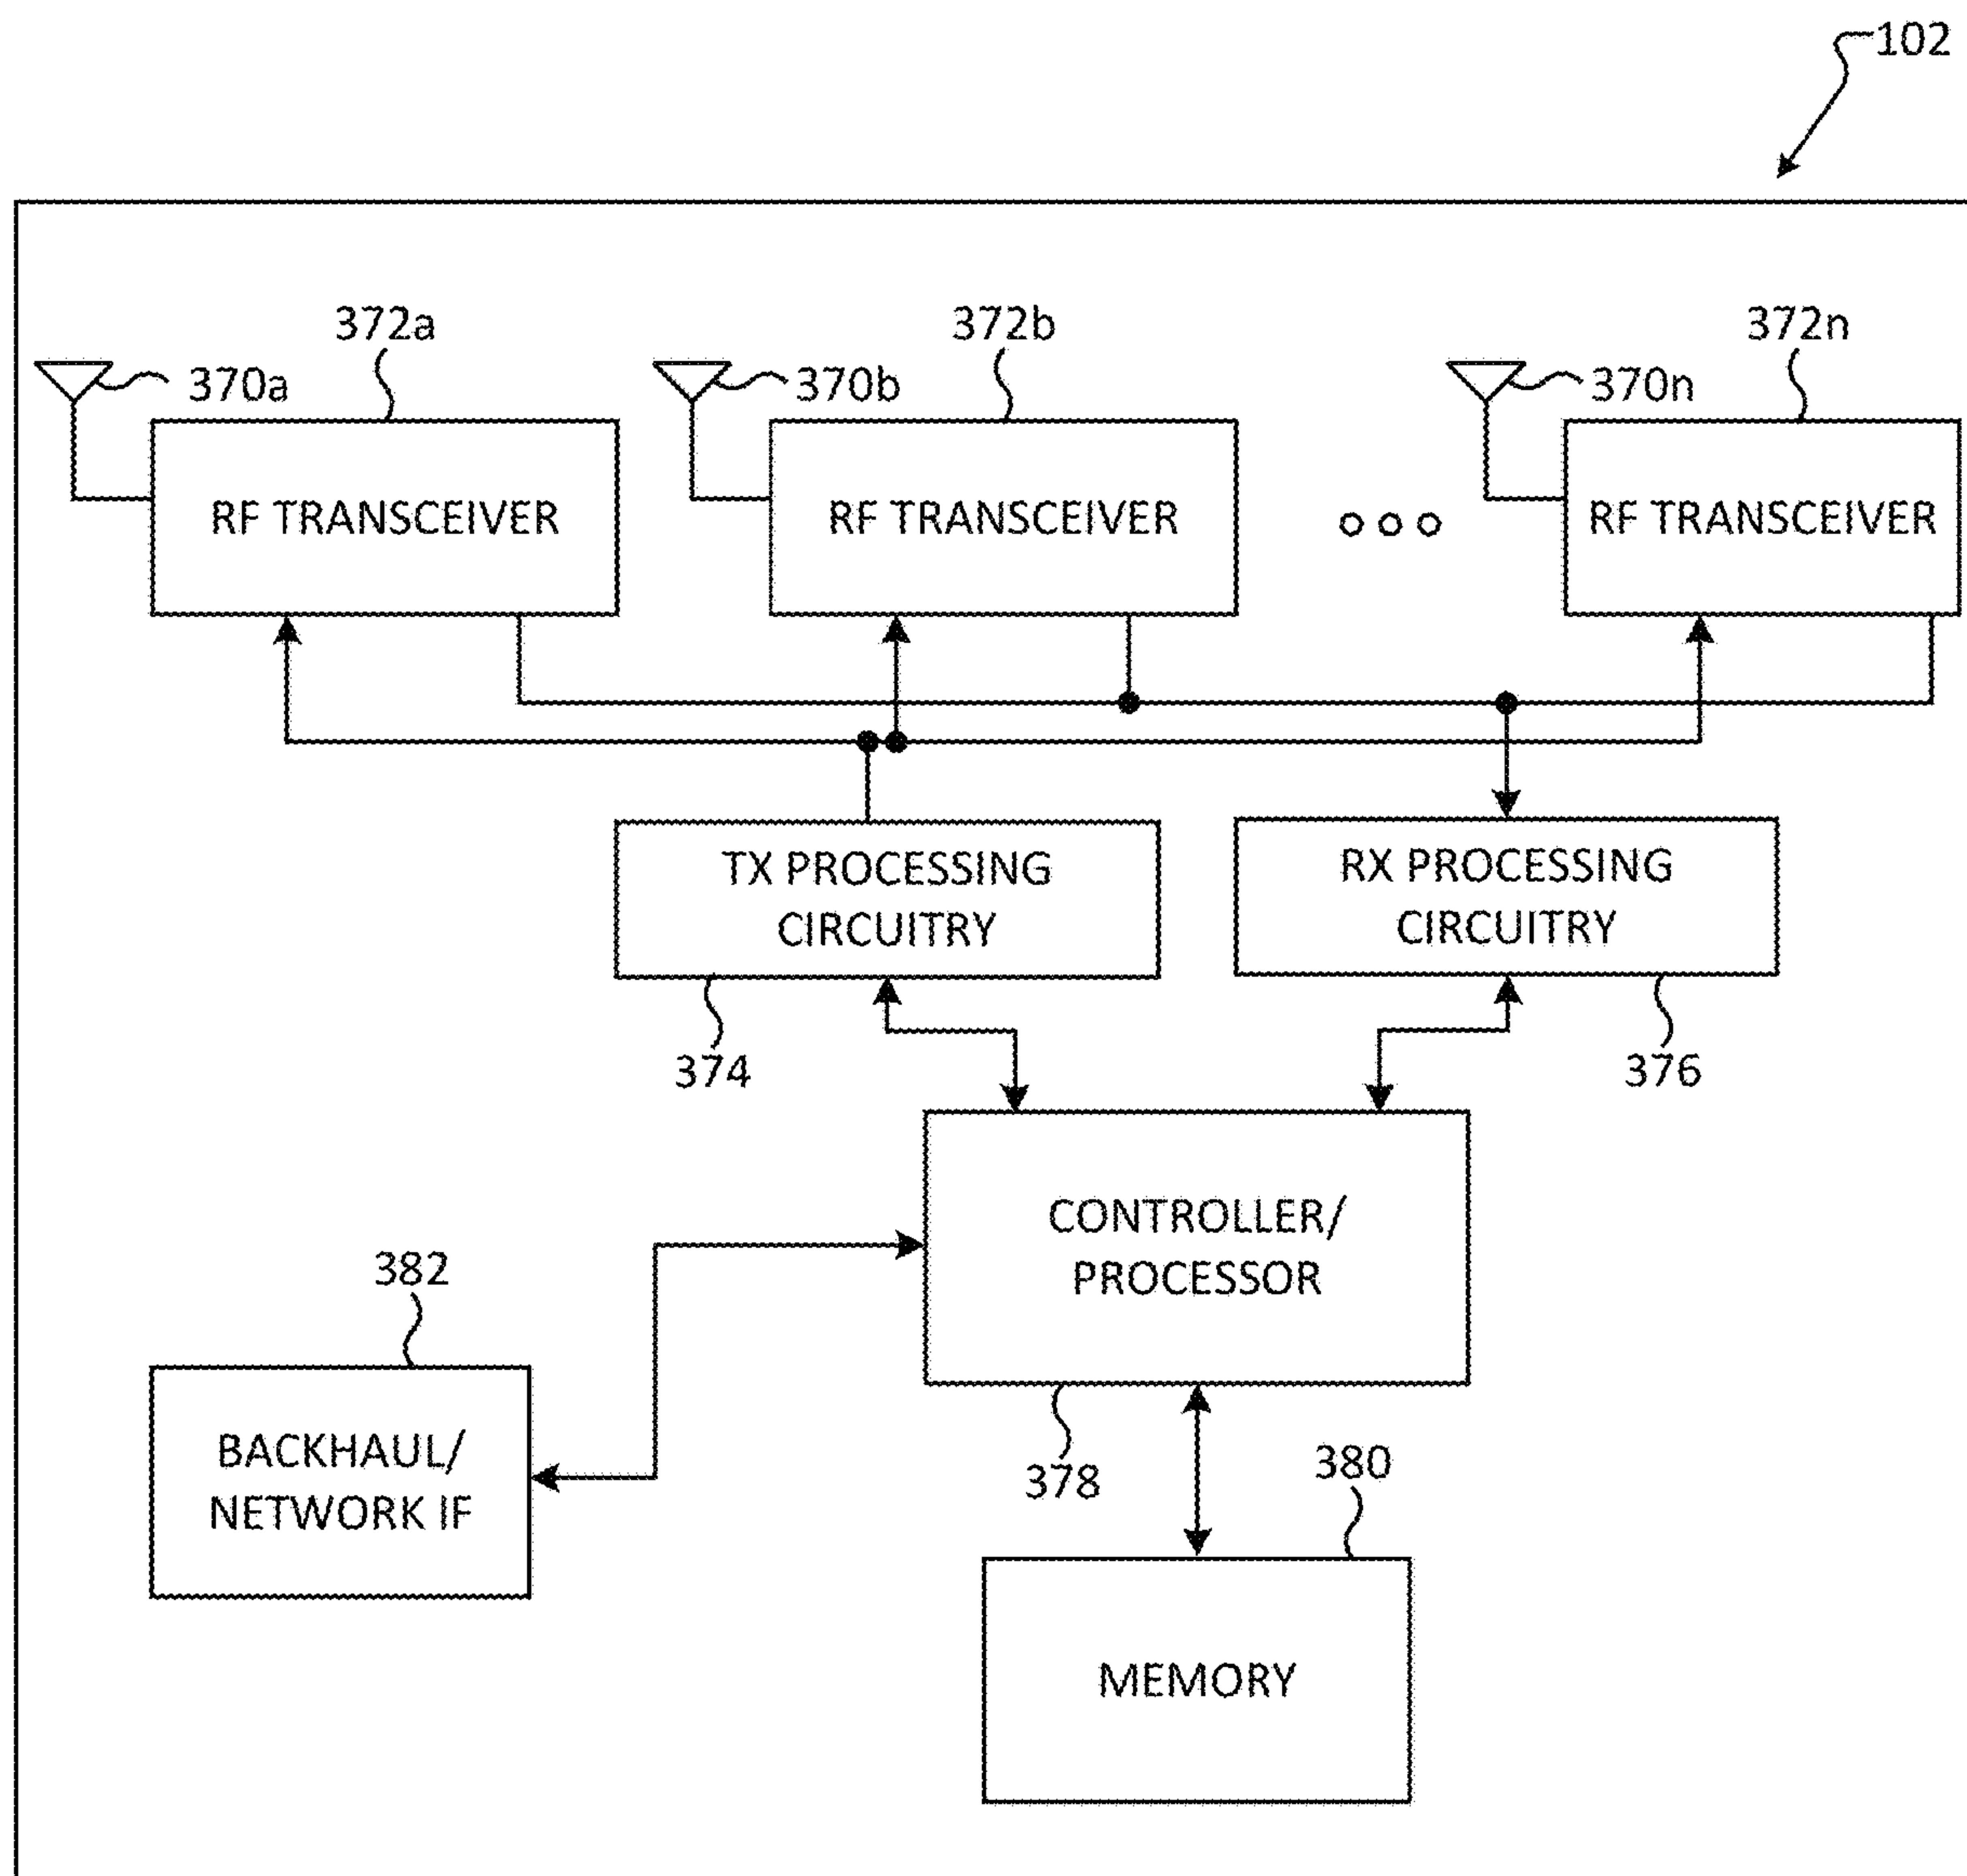 102
372a
372b
372n
370a
370b
370n
RF TRANSCEIVER
RF TRANSCEIVER
RF TRANSCEIVER
TX PROCESSING
CIRCUITRY
RX PROCESSING
CIRCUITRY
374
376
CONTROLLER/
PROCESSOR
382
BACKHAUL/
NETWORK IF
378
380
MEMORY